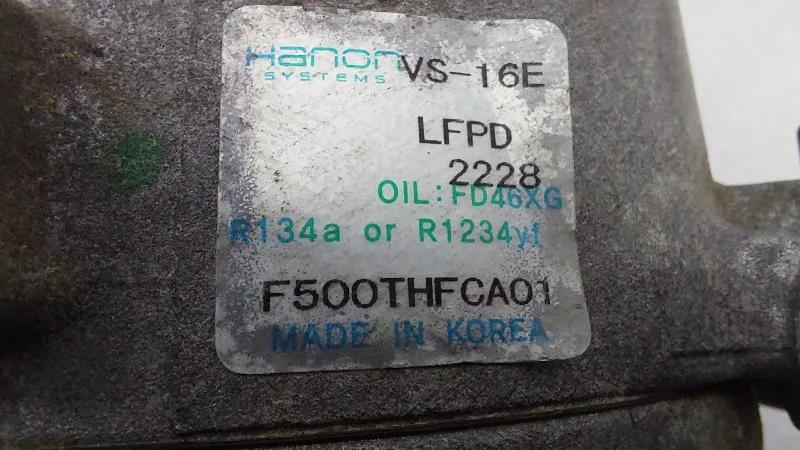 Hanon VS-16E
SYSTEMS
LFPD
2228
OIL: FD46XG
R134a or R1234yf
F500THFCA01
MADE IN KOREA